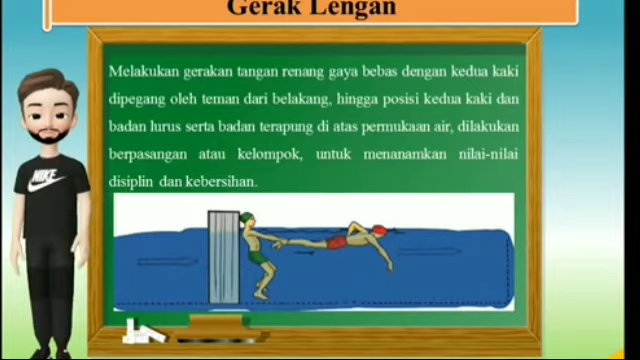 Gerak Lengan
Melakukan gerakan tangan renang gaya bebas dengan kedua kaki
dipegang oleh teman dari belakang, hingga posisi kedua kaki dan
badan lurus serta badan terapung di atas permukaan air, dilakukan
berpasangan atau kelompok, untuk menanamkan nilai-nilai
disiplin dan kebersihan.
NIKE